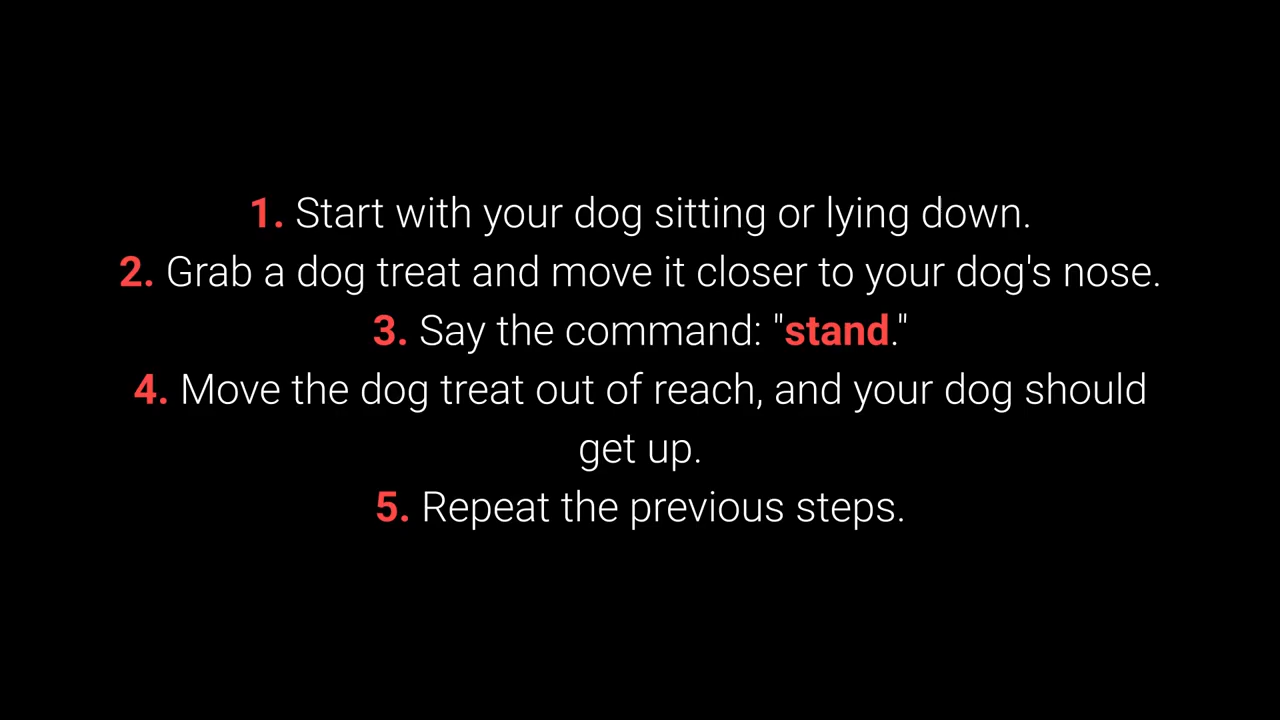 1. Start with your dog sitting or lying down.
2. Grab a dog treat and move it closer to your dog's nose.
3. Say the command: "stand."
4. Move the dog treat out of reach, and your dog should
get up.
5. Repeat the previous steps.